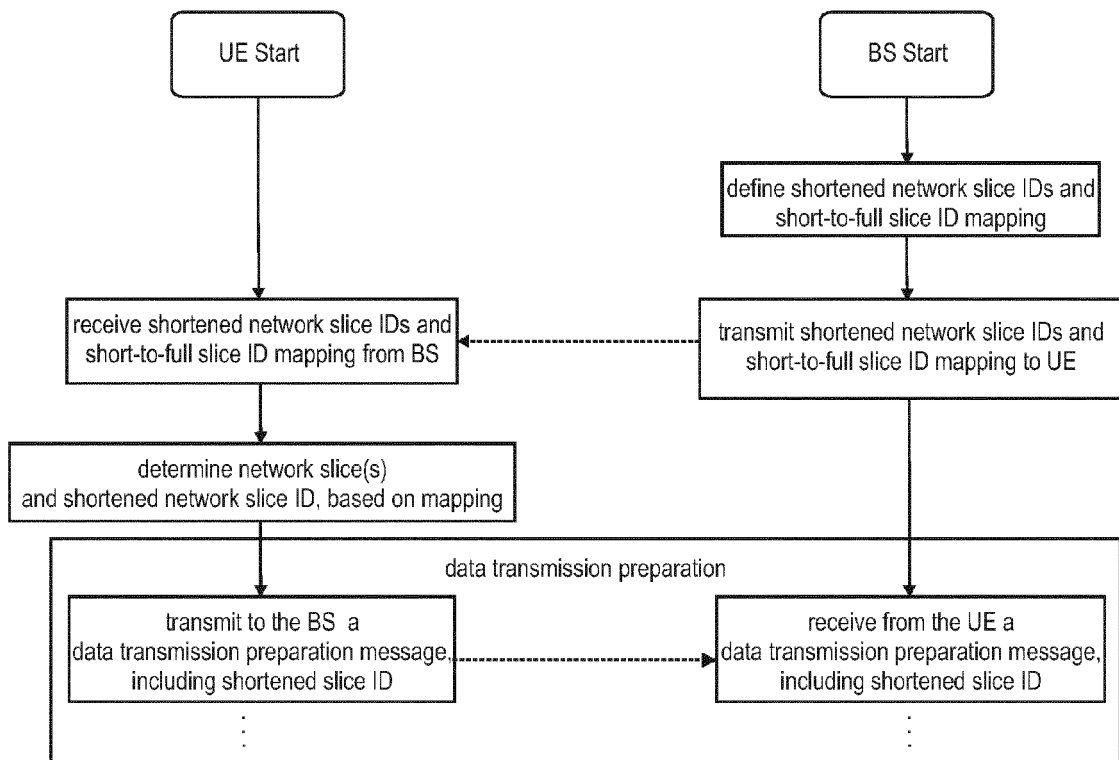 UE Start
BS Start
define shortened network slice IDs and
short-to-full slice ID mapping
receive shortened network slice IDs and
short-to-full slice ID mapping from BS
transmit shortened network slice IDs and
short-to-full slice ID mapping to UE
determine network slice(s)
and shortened network slice ID, based on mapping
data transmission preparation
transmit to the BS a
data transmission preparation message,
including shortened slice ID
receive from the UE a
data transmission preparation message,
including shortened slice ID